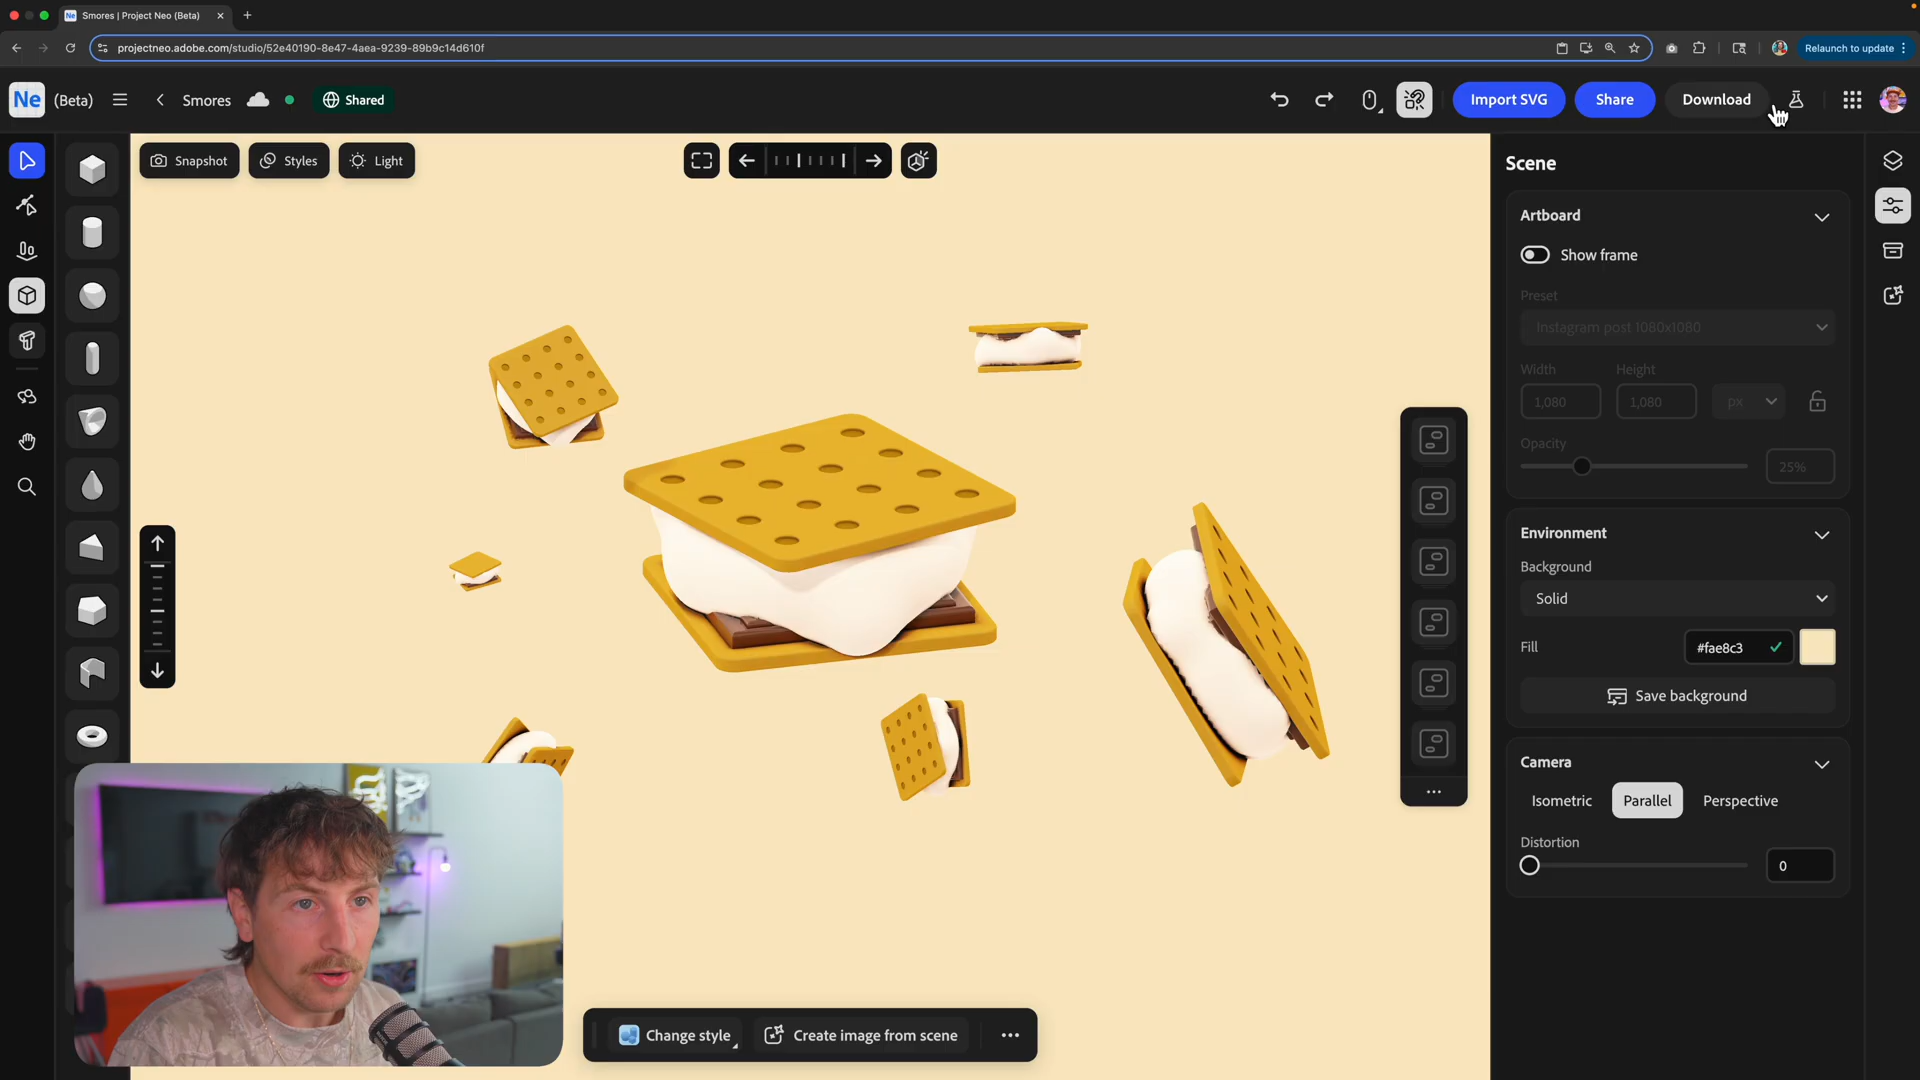 Ne Smores | Project Neo (Beta)
projectneo.adobe.com/studio/52e40190-8e47-4aea-9239-89b9c14d610f
Relaunch to update
Ne (Beta) Smores Shared Import SVG Share Download
Snapshot Styles Light
Scene
Artboard
Show frame
Preset
Instagram post 1080x1080
Width Height
1,080 1,080 px
Opacity
25%
Environment
Background
Solid
Fill #fae8c3
Save background
Camera
Isometric Parallel Perspective
Distortion
0
Change style Create image from scene